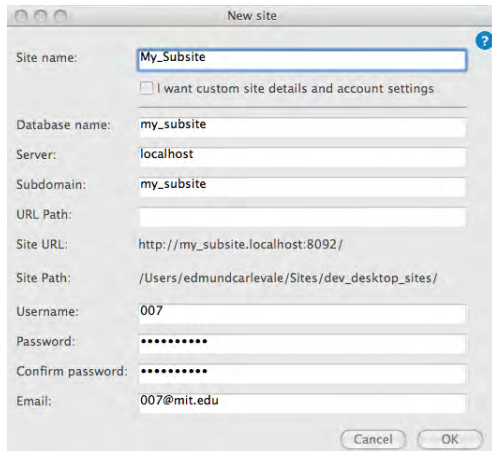 New site
?
Site name: My_Subsite
I want custom site details and account settings
Database name: my_subsite
Server: localhost
Subdomain: my_subsite
URL Path:
Site URL: http://my_subsite.localhost:8092/
Site Path: /Users/edmundcarlevale/Sites/dev_desktop_sites/
Username: 007
Password: ••••••••••
Confirm password: ••••••••••
Email: 007@mit.edu
Cancel OK